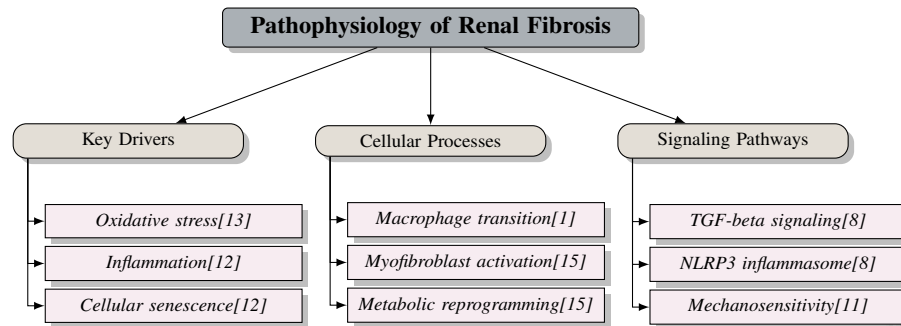 Pathophysiology of Renal Fibrosis
Key Drivers
Oxidative stress[13]
Inflammation[12]
Cellular senescence[12]
Cellular Processes
Macrophage transition[1]
Myofibroblast activation[15]
Metabolic reprogramming[15]
Signaling Pathways
TGF-beta signaling[8]
NLRP3 inflammasome[8]
Mechanosensitivity[11]